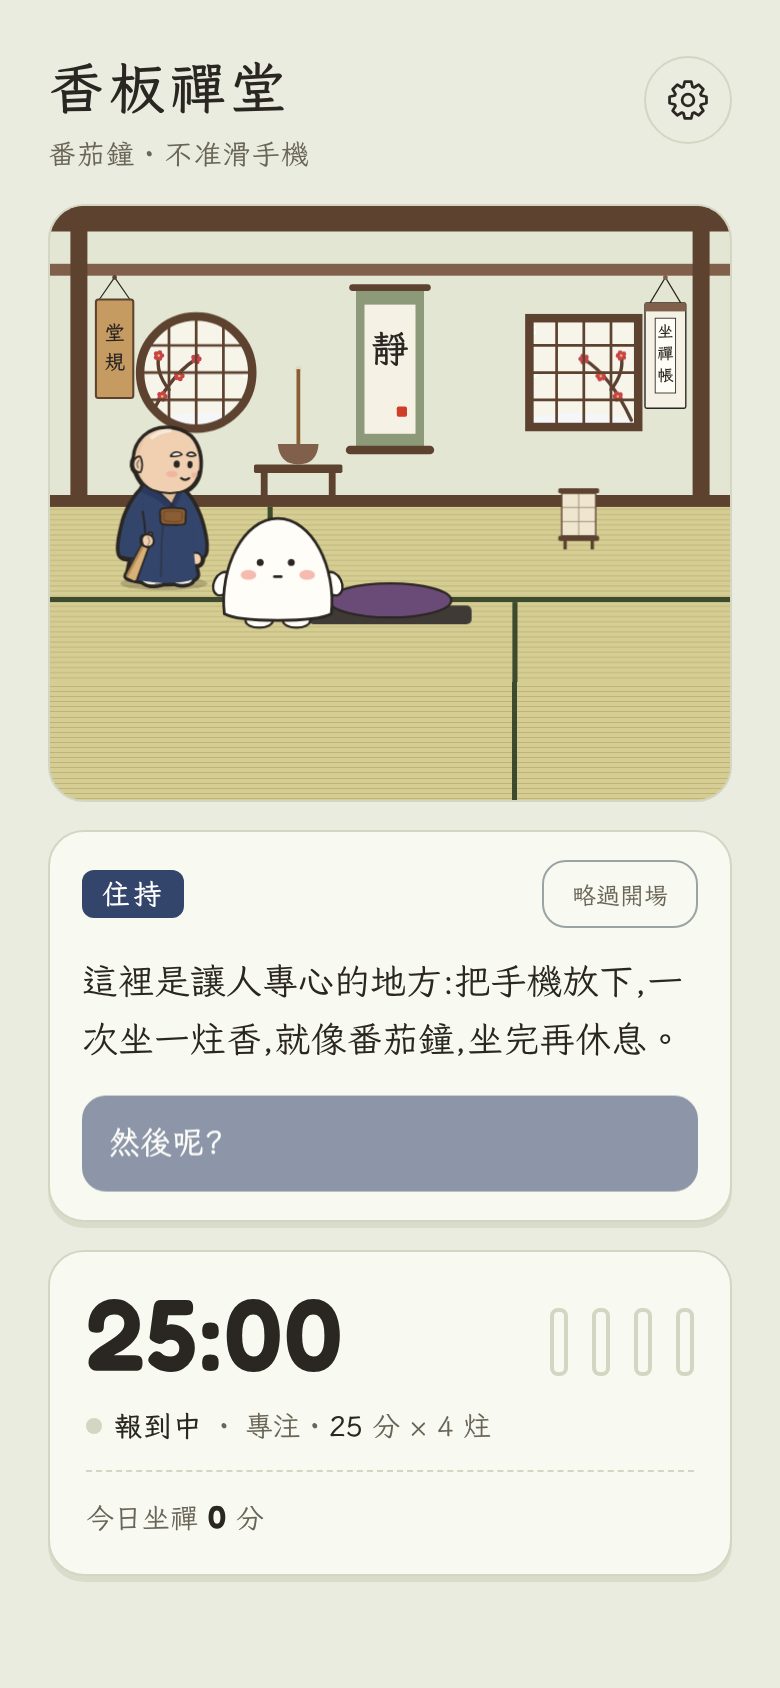 香板禪堂
番茄鐘・不准滑手機
堂規
靜
坐禪帳
住持
略過開場
這裡是讓人專心的地方:把手機放下,一
次坐一炷香,就像番茄鐘,坐完再休息。
然後呢?
25:00
報到中 · 專注・25 分 × 4 炷
今日坐禪 0 分